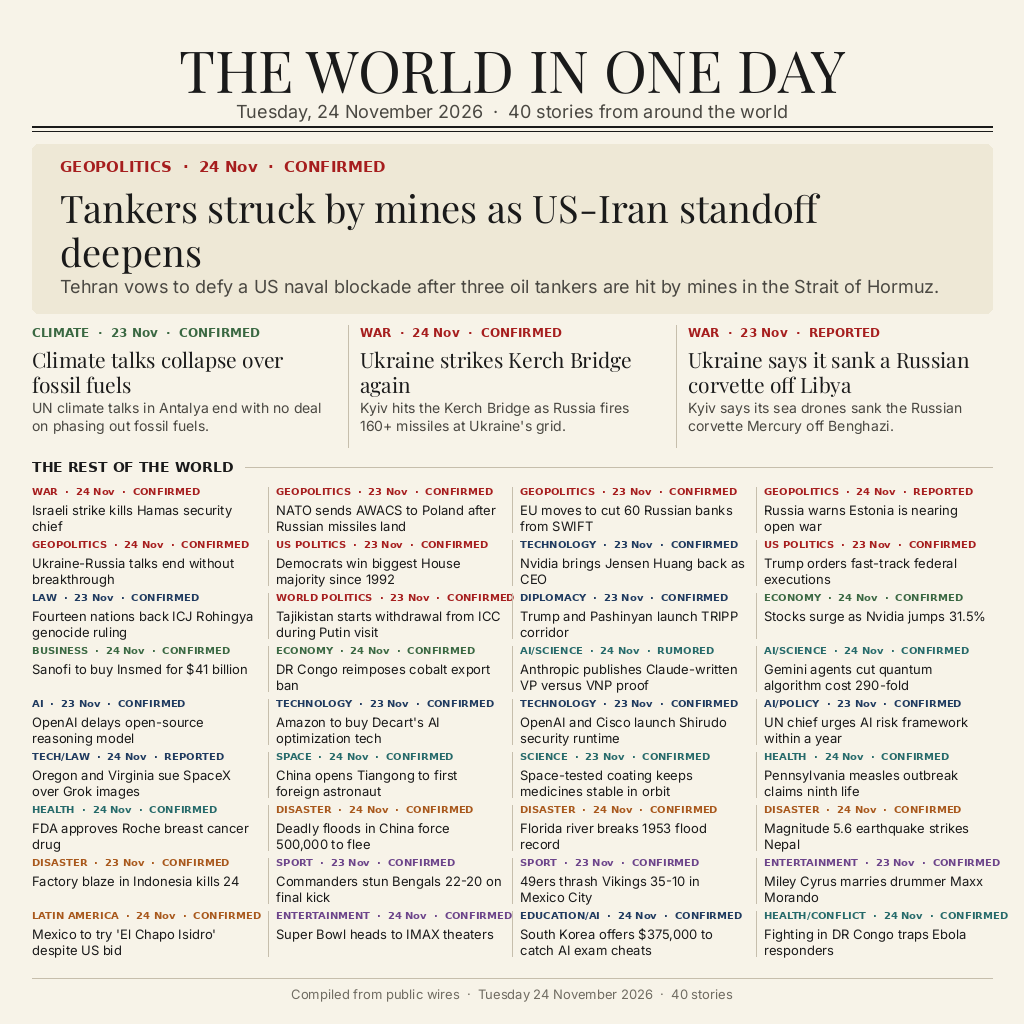 THE WORLD IN ONE DAY
Tuesday, 24 November 2026 · 40 stories from around the world
GEOPOLITICS · 24 Nov · CONFIRMED
Tankers struck by mines as US-Iran standoff
deepens
Tehran vows to defy a US naval blockade after three oil tankers are hit by mines in the Strait of Hormuz.
CLIMATE · 23 Nov · CONFIRMED
Climate talks collapse over
fossil fuels
UN climate talks in Antalya end with no deal
on phasing out fossil fuels.
WAR · 24 Nov · CONFIRMED
Ukraine strikes Kerch Bridge
again
Kyiv hits the Kerch Bridge as Russia fires
160+ missiles at Ukraine's grid.
WAR · 23 Nov · REPORTED
Ukraine says it sank a Russian
corvette off Libya
Kyiv says its sea drones sank the Russian
corvette Mercury off Benghazi.
THE REST OF THE WORLD
WAR · 24 Nov · CONFIRMED
Israeli strike kills Hamas security
chief
GEOPOLITICS · 23 Nov · CONFIRMED
NATO sends AWACS to Poland after
Russian missiles land
GEOPOLITICS · 23 Nov · CONFIRMED
EU moves to cut 60 Russian banks
from SWIFT
GEOPOLITICS · 24 Nov · REPORTED
Russia warns Estonia is nearing
open war
GEOPOLITICS · 24 Nov · CONFIRMED
Ukraine-Russia talks end without
breakthrough
US POLITICS · 23 Nov · CONFIRMED
Democrats win biggest House
majority since 1992
TECHNOLOGY · 23 Nov · CONFIRMED
Nvidia brings Jensen Huang back as
CEO
US POLITICS · 23 Nov · CONFIRMED
Trump orders fast-track federal
executions
LAW · 23 Nov · CONFIRMED
Fourteen nations back ICJ Rohingya
genocide ruling
WORLD POLITICS · 23 Nov · CONFIRMED
Tajikistan starts withdrawal from ICC
during Putin visit
DIPLOMACY · 23 Nov · CONFIRMED
Trump and Pashinyan launch TRIPP
corridor
ECONOMY · 24 Nov · CONFIRMED
Stocks surge as Nvidia jumps 31.5%
BUSINESS · 24 Nov · CONFIRMED
Sanofi to buy Insmed for $41 billion
ECONOMY · 24 Nov · CONFIRMED
DR Congo reimposes cobalt export
ban
AI/SCIENCE · 24 Nov · RUMORED
Anthropic publishes Claude-written
VP versus VNP proof
AI/SCIENCE · 24 Nov · CONFIRMED
Gemini agents cut quantum
algorithm cost 290-fold
AI · 23 Nov · CONFIRMED
OpenAI delays open-source
reasoning model
TECHNOLOGY · 23 Nov · CONFIRMED
Amazon to buy Decart's AI
optimization tech
TECHNOLOGY · 23 Nov · CONFIRMED
OpenAI and Cisco launch Shirudo
security runtime
AI/POLICY · 23 Nov · CONFIRMED
UN chief urges AI risk framework
within a year
TECH/LAW · 24 Nov · REPORTED
Oregon and Virginia sue SpaceX
over Grok images
SPACE · 24 Nov · CONFIRMED
China opens Tiangong to first
foreign astronaut
SCIENCE · 23 Nov · CONFIRMED
Space-tested coating keeps
medicines stable in orbit
HEALTH · 24 Nov · CONFIRMED
Pennsylvania measles outbreak
claims ninth life
HEALTH · 24 Nov · CONFIRMED
FDA approves Roche breast cancer
drug
DISASTER · 24 Nov · CONFIRMED
Deadly floods in China force
500,000 to flee
DISASTER · 24 Nov · CONFIRMED
Florida river breaks 1953 flood
record
DISASTER · 24 Nov · CONFIRMED
Magnitude 5.6 earthquake strikes
Nepal
DISASTER · 23 Nov · CONFIRMED
Factory blaze in Indonesia kills 24
SPORT · 23 Nov · CONFIRMED
Commanders stun Bengals 22-20 on
final kick
SPORT · 23 Nov · CONFIRMED
49ers thrash Vikings 35-10 in
Mexico City
ENTERTAINMENT · 23 Nov · CONFIRMED
Miley Cyrus marries drummer Maxx
Morando
LATIN AMERICA · 24 Nov · CONFIRMED
Mexico to try 'El Chapo Isidro'
despite US bid
ENTERTAINMENT · 24 Nov · CONFIRMED
Super Bowl heads to IMAX theaters
EDUCATION/AI · 24 Nov · CONFIRMED
South Korea offers $375,000 to
catch AI exam cheats
HEALTH/CONFLICT · 24 Nov · CONFIRMED
Fighting in DR Congo traps Ebola
responders
Compiled from public wires · Tuesday 24 November 2026 · 40 stories